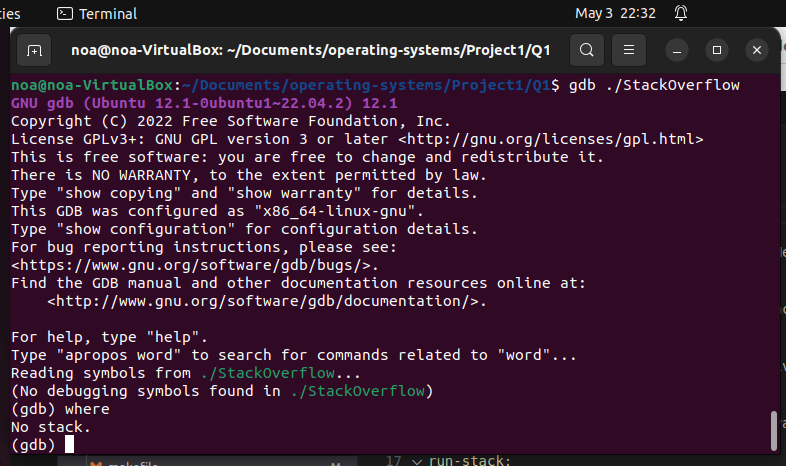 ies Terminal May 3 22:32
noa@noa-VirtualBox: ~/Documents/operating-systems/Project1/Q1
noa@noa-VirtualBox:~/Documents/operating-systems/Project1/Q1$ gdb ./StackOverflow
GNU gdb (Ubuntu 12.1-0ubuntu1~22.04.2) 12.1
Copyright (C) 2022 Free Software Foundation, Inc.
License GPLv3+: GNU GPL version 3 or later <http://gnu.org/licenses/gpl.html>
This is free software: you are free to change and redistribute it.
There is NO WARRANTY, to the extent permitted by law.
Type "show copying" and "show warranty" for details.
This GDB was configured as "x86_64-linux-gnu".
Type "show configuration" for configuration details.
For bug reporting instructions, please see:
<https://www.gnu.org/software/gdb/bugs/>.
Find the GDB manual and other documentation resources online at:
    <http://www.gnu.org/software/gdb/documentation/>.

For help, type "help".
Type "apropos word" to search for commands related to "word"...
Reading symbols from ./StackOverflow...
(No debugging symbols found in ./StackOverflow)
(gdb) where
No stack.
(gdb)
makefile M 17 run-stack: